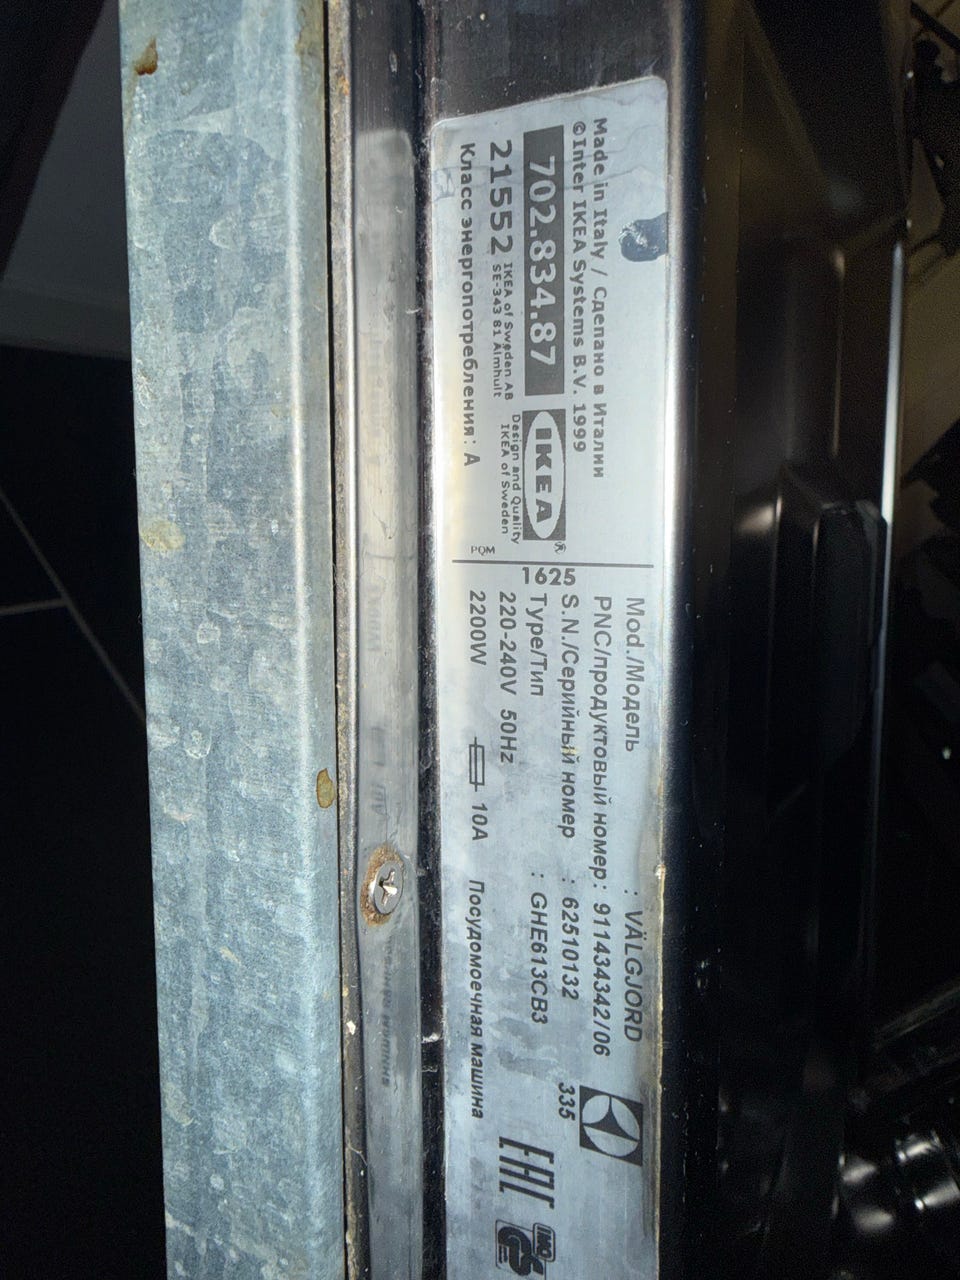 Made in Italy / Сделано в Италии
©Inter IKEA Systems B.V. 1999
702.834.87
IKEA®
21552
IKEA of Sweden AB
SE-343 81 Älmhult
Design and Quality
IKEA of Sweden
Класс энергопотребления: A
PQM
1625
Mod./Модель : VÄLGJORD
PNC/продуктовый номер: 911434342/06
S.N./Серийный номер : 62510132
335
Type/Тип : GHE613CB3
220-240V 50Hz
2200W 10A Посудомоечная машина
EAC
IMQ